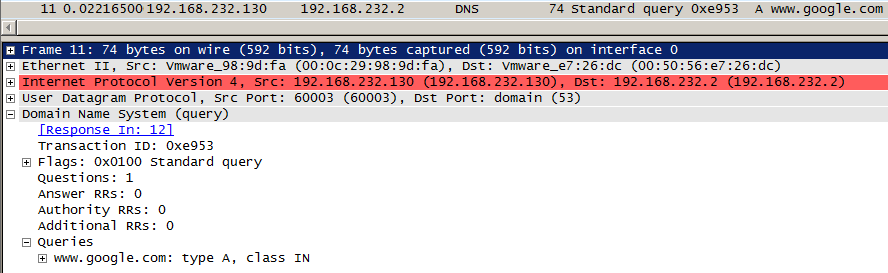 11 0.02216500 192.168.232.130 192.168.232.2 DNS 74 Standard query 0xe953 A www.google.com
Frame 11: 74 bytes on wire (592 bits), 74 bytes captured (592 bits) on interface 0
Ethernet II, Src: Vmware_98:9d:fa (00:0c:29:98:9d:fa), Dst: Vmware_e7:26:dc (00:50:56:e7:26:dc)
Internet Protocol Version 4, Src: 192.168.232.130 (192.168.232.130), Dst: 192.168.232.2 (192.168.232.2)
User Datagram Protocol, Src Port: 60003 (60003), Dst Port: domain (53)
Domain Name System (query)
[Response In: 12]
Transaction ID: 0xe953
Flags: 0x0100 Standard query
Questions: 1
Answer RRs: 0
Authority RRs: 0
Additional RRs: 0
Queries
www.google.com: type A, class IN